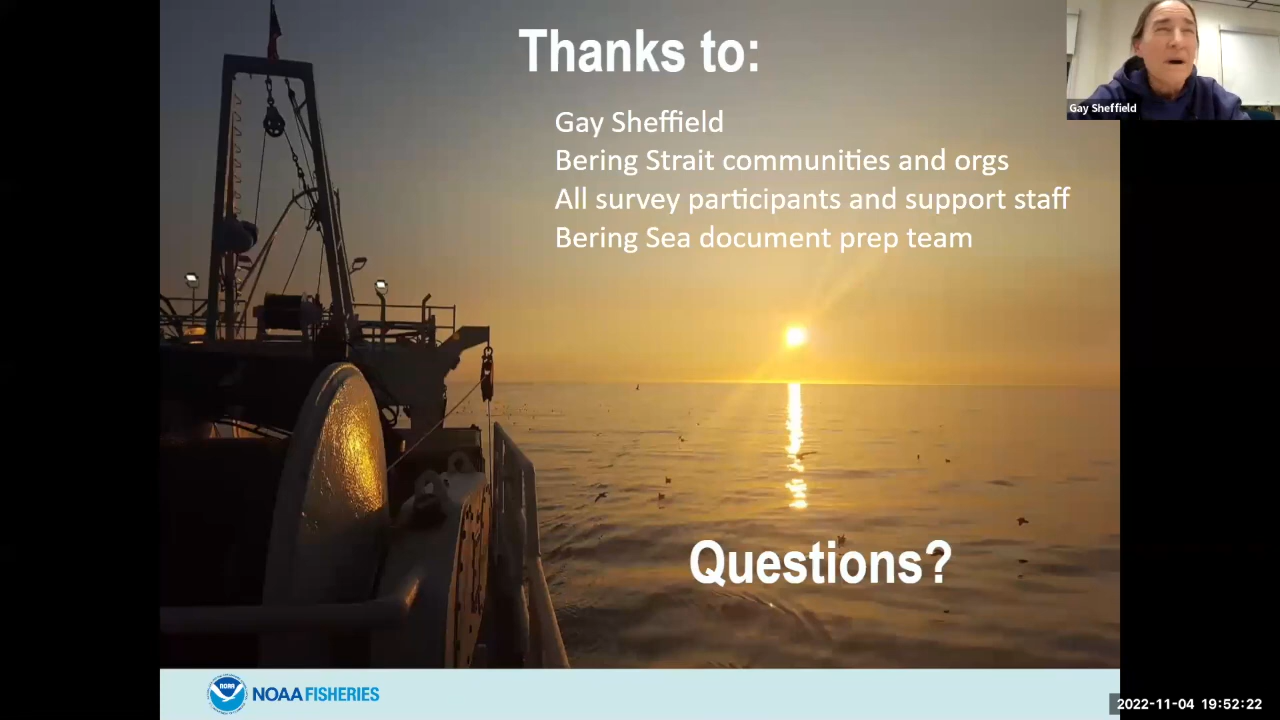 Thanks to:
Gay Sheffield
Gay Sheffield
Bering Strait communities and orgs
All survey participants and support staff
Bering Sea document prep team
Questions?
NOAA
NOAA FISHERIES
2022-11-04 19:52:22